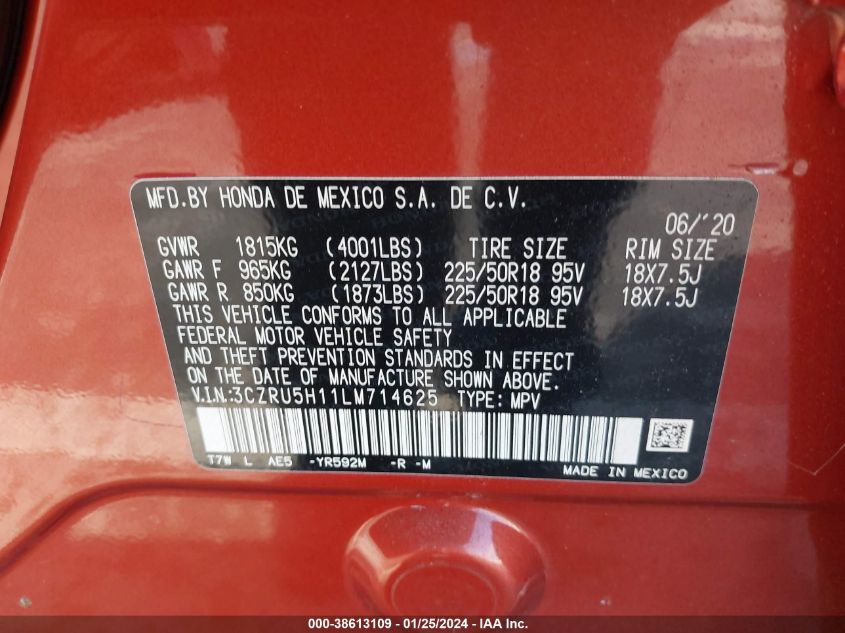 MFD.BY HONDA DE MEXICO S.A. DE C.V.
06/'20
GVWR 1815KG (4001LBS) TIRE SIZE RIM SIZE
GAWR F 965KG (2127LBS) 225/50R18 95V 18X7.5J
GAWR R 850KG (1873LBS) 225/50R18 95V 18X7.5J
THIS VEHICLE CONFORMS TO ALL APPLICABLE
FEDERAL MOTOR VEHICLE SAFETY
AND THEFT PREVENTION STANDARDS IN EFFECT
ON THE DATE OF MANUFACTURE SHOWN ABOVE.
V.I.N:3CZRU5H11LM714625 TYPE: MPV
T7W L AE5 -YR592M -R -M
MADE IN MEXICO
000-38613109 - 01/25/2024 - IAA Inc.